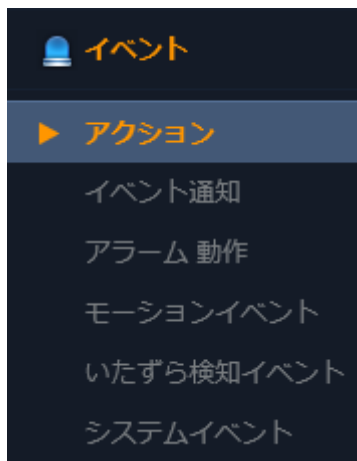 イベント
アクション
イベント通知
アラーム 動作
モーションイベント
いたずら検知イベント
システムイベント